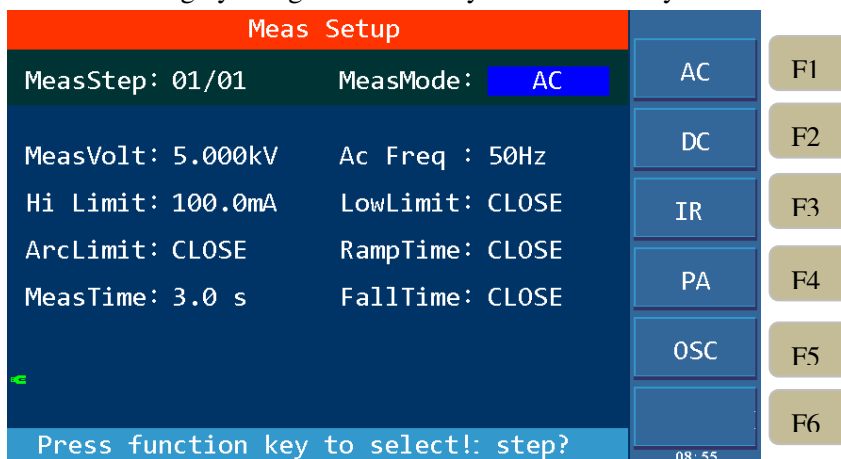 Meas Setup
MeasStep: 01/01 MeasMode: AC
MeasVolt: 5.000kV Ac Freq : 50Hz
Hi Limit: 100.0mA LowLimit: CLOSE
ArcLimit: CLOSE RampTime: CLOSE
MeasTime: 3.0 s FallTime: CLOSE
Press function key to select!: step?
AC F1
DC F2
IR F3
PA F4
OSC F5
F6
08:55